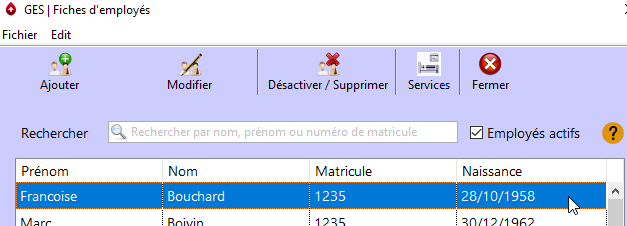 GES | Fiches d'employés
Fichier Edit
Ajouter Modifier Désactiver / Supprimer Services Fermer
Rechercher Rechercher par nom, prénom ou numéro de matricule Employés actifs ?
Prénom Nom Matricule Naissance
Francoise Bouchard 1235 28/10/1958
Marc Boivin 1235 30/12/1962